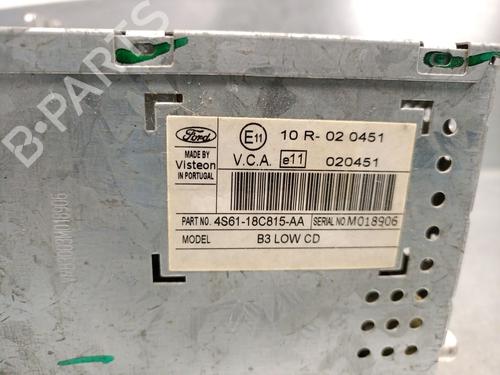 B-PARTS
Ford
MADE BY
Visteon
IN PORTUGAL
E11 10 R- 02 0451
V.C.A. e11 020451
PART NO. 4S61-18C815-AA SERIAL NO. M018906
MODEL B3 LOW CD